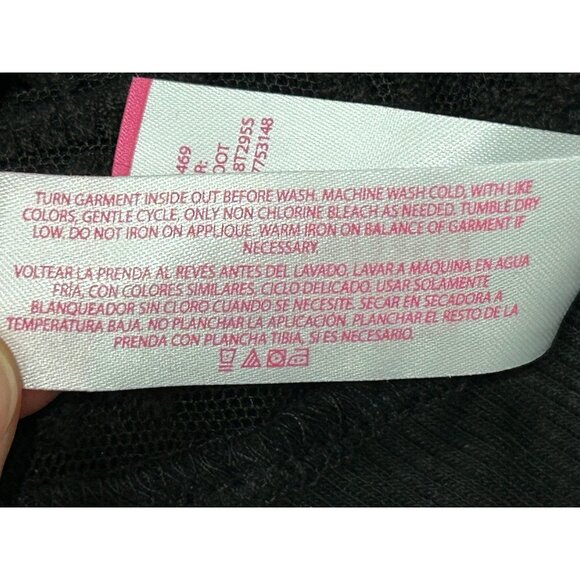 469
R:
OOT
8T295S
7753148
TURN GARMENT INSIDE OUT BEFORE WASH. MACHINE WASH COLD, WITH LIKE
COLORS, GENTLE CYCLE, ONLY NON CHLORINE BLEACH AS NEEDED. TUMBLE DRY
LOW. DO NOT IRON ON APPLIQUE. WARM IRON ON BALANCE OF GARMENT IF
NECESSARY.
VOLTEAR LA PRENDA AL REVÉS ANTES DEL LAVADO, LAVAR A MÁQUINA EN AGUA
FRÍA, CON COLORES SIMILARES, CICLO DELICADO. USAR SOLAMENTE
BLANQUEADOR SIN CLORO CUANDO SE NECESITE. SECAR EN SECADORA A
TEMPERATURA BAJA. NO PLANCHAR LA APLICACIÓN. PLANCHAR EL RESTO DE LA
PRENDA CON PLANCHA TIBIA, SI ES NECESARIO.